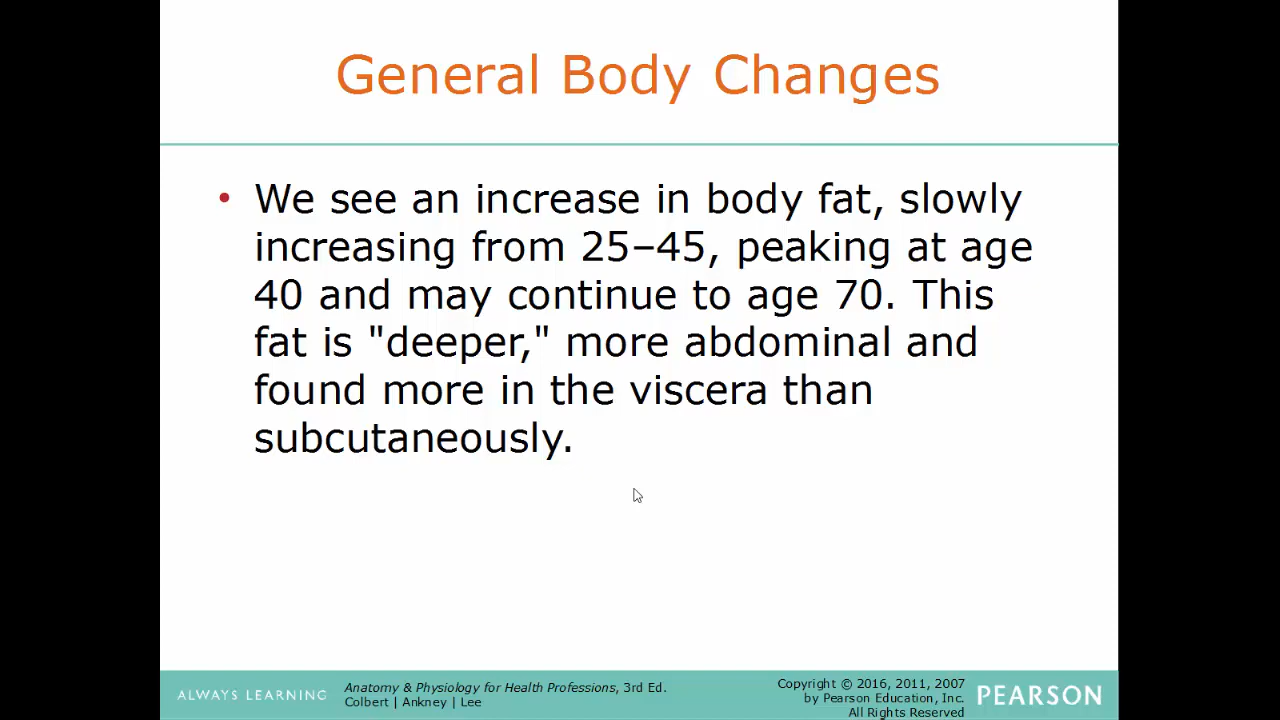 General Body Changes
• We see an increase in body fat, slowly
increasing from 25–45, peaking at age
40 and may continue to age 70. This
fat is "deeper," more abdominal and
found more in the viscera than
subcutaneously.
ALWAYS LEARNING
Anatomy & Physiology for Health Professions, 3rd Ed.
Colbert | Ankney | Lee
Copyright © 2016, 2011, 2007
by Pearson Education, Inc.
All Rights Reserved
PEARSON